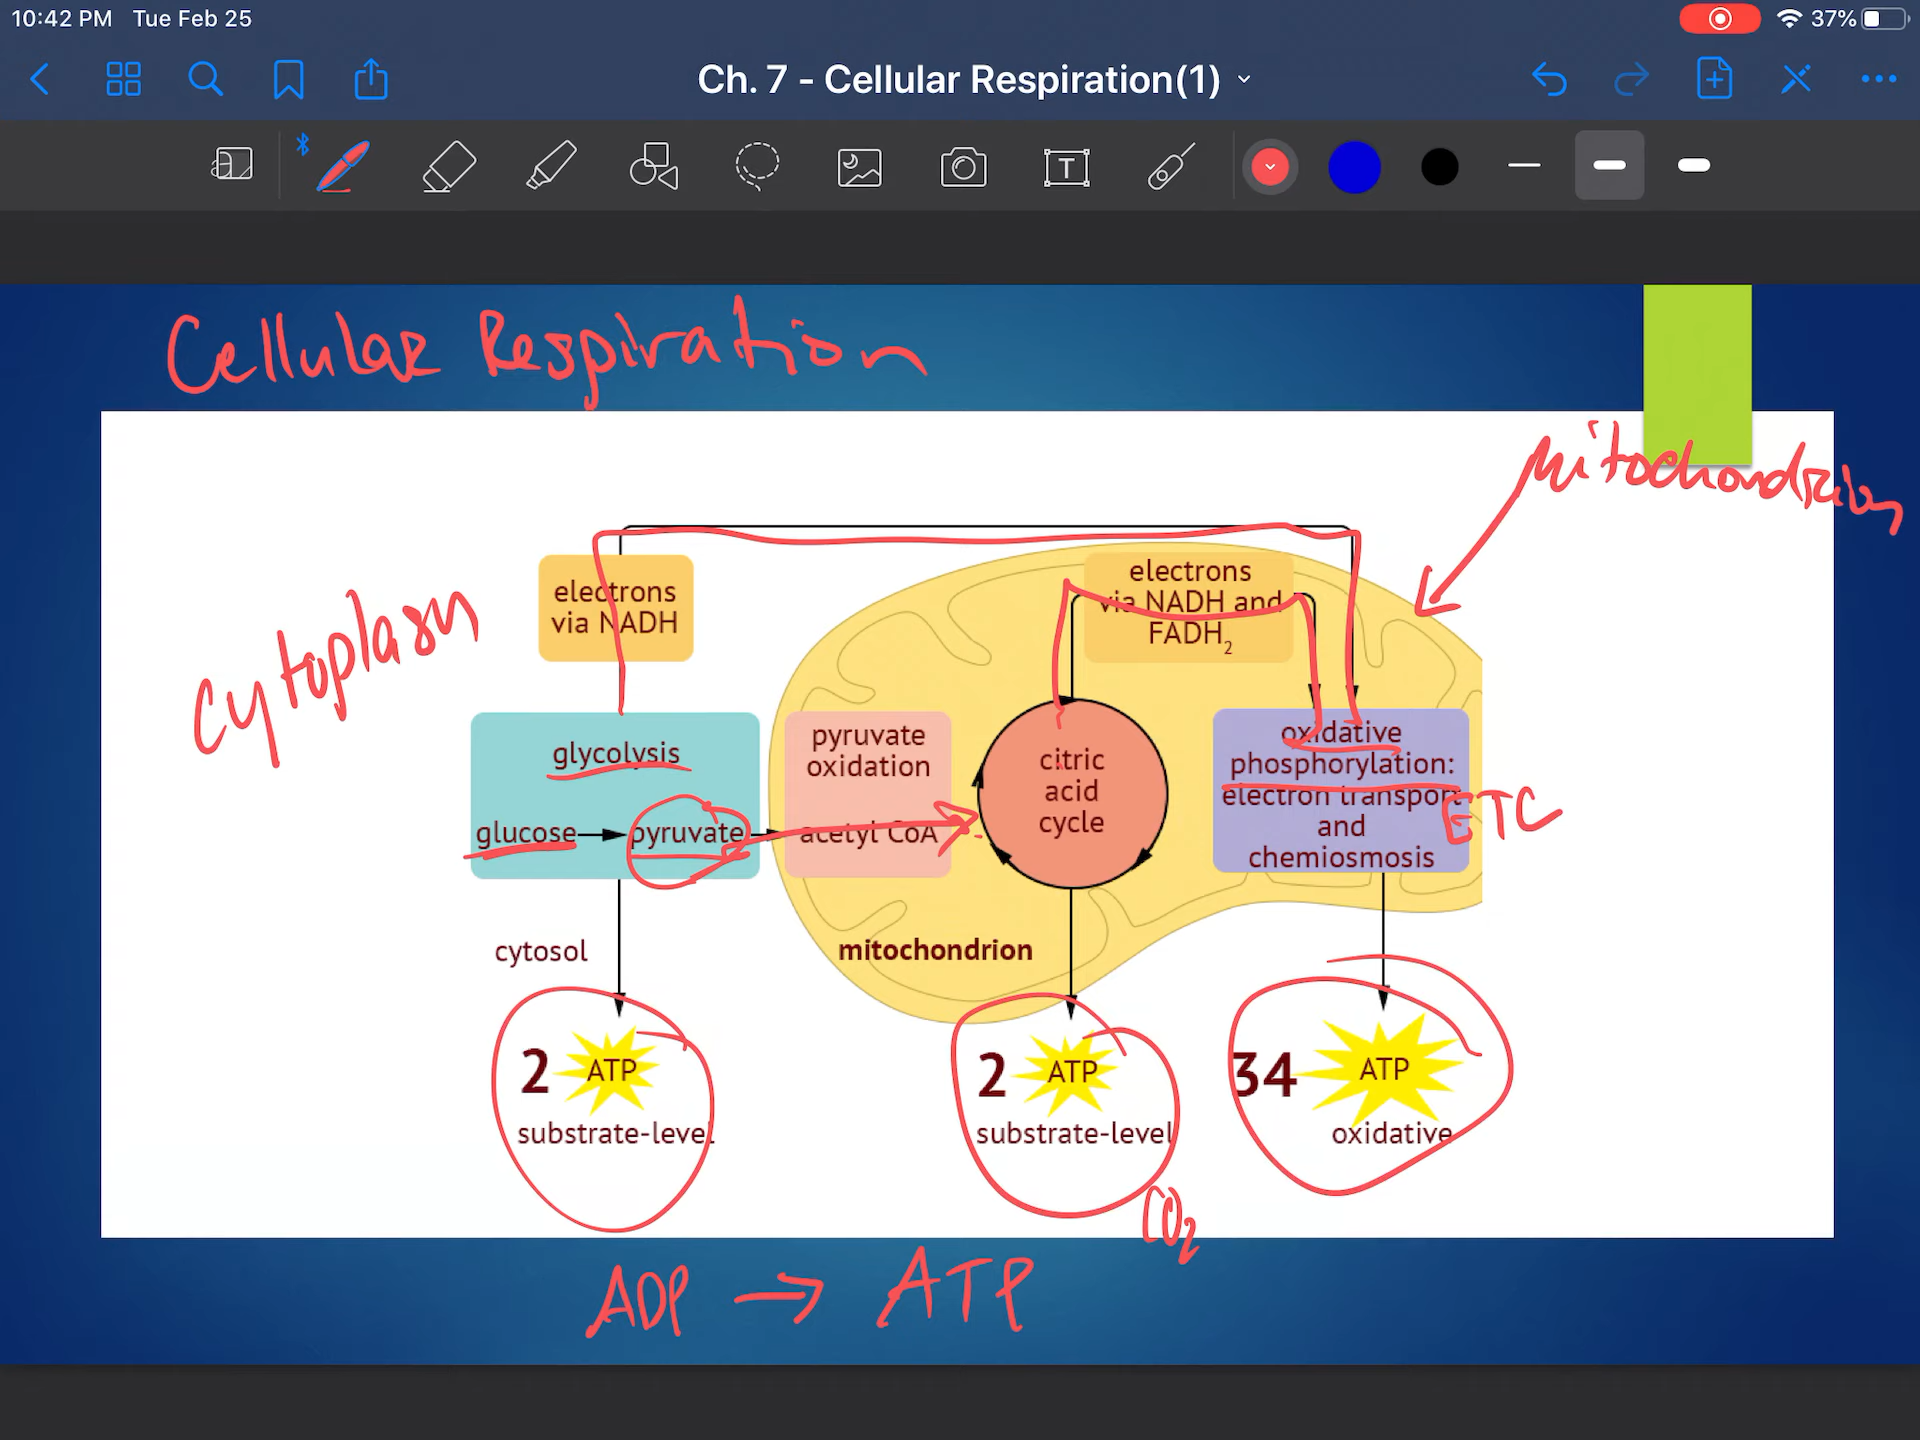 10:42 PM Tue Feb 25
37%
Ch. 7 - Cellular Respiration(1)
T
Cellular Respiration
Mitochondrion
Cytoplasm
electrons
via NADH
electrons
via NADH and
FADH2
glycolysis
glucose
pyruvate
pyruvate
oxidation
acetyl CoA
citric
acid
cycle
oxidative
phosphorylation:
electron transport
and
chemiosmosis
ETC
cytosol
mitochondrion
2 ATP
substrate-level
2 ATP
substrate-level
34 ATP
oxidative
CO2
ADP → ATP